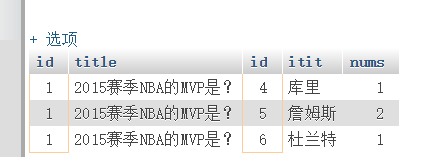 + 选项
id title id itit nums
1 2015赛季NBA的MVP是？ 4 库里 1
1 2015赛季NBA的MVP是？ 5 詹姆斯 2
1 2015赛季NBA的MVP是？ 6 杜兰特 1